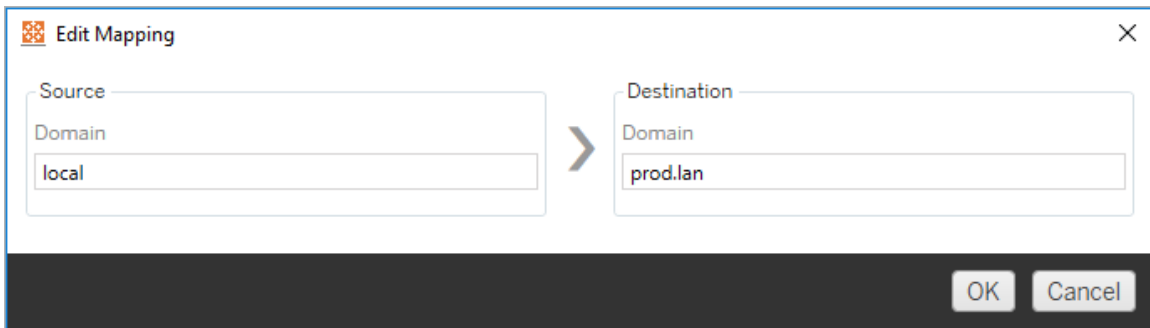 Edit Mapping
Source
Destination
Domain
Domain
local
prod.lan
OK
Cancel